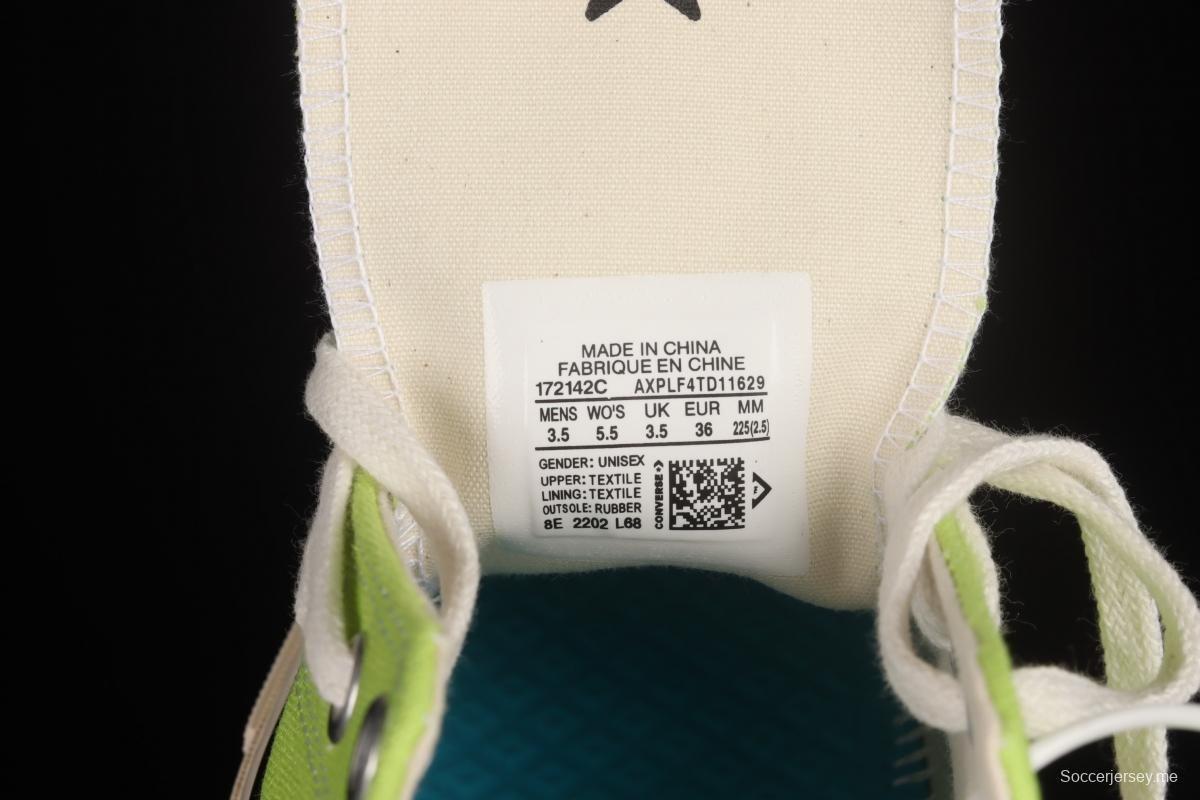 MADE IN CHINA
FABRIQUE EN CHINE
172142C AXPLF4TD11629
MENS WO'S UK EUR MM
3.5 5.5 3.5 36 225(2.5)
GENDER: UNISEX
UPPER: TEXTILE
LINING: TEXTILE
OUTSOLE: RUBBER
8E 2202 L68
CONVERSE
Soccerjersey.me